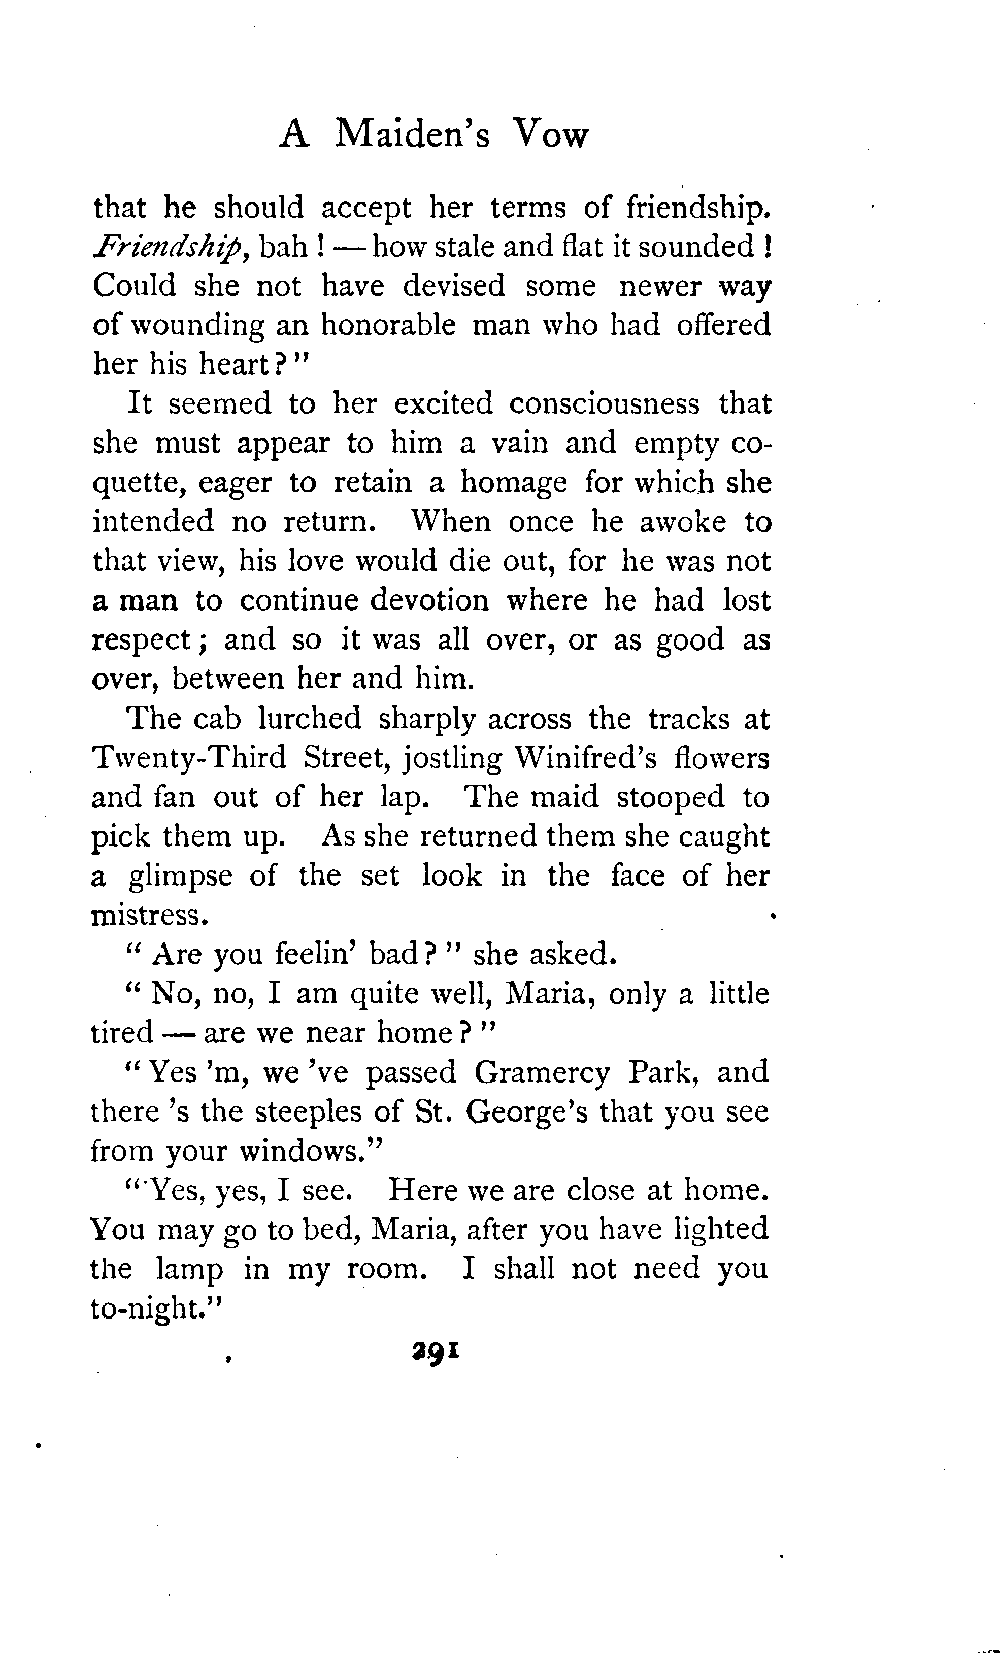 A Maiden's Vow
that he should accept her terms of friendship.
Friendship, bah ! — how stale and flat it sounded !
Could she not have devised some newer way
of wounding an honorable man who had offered
her his heart ? "
It seemed to her excited consciousness that
she must appear to him a vain and empty co-
quette, eager to retain a homage for which she
intended no return. When once he awoke to
that view, his love would die out, for he was not
a man to continue devotion where he had lost
respect ; and so it was all over, or as good as
over, between her and him.
The cab lurched sharply across the tracks at
Twenty-Third Street, jostling Winifred's flowers
and fan out of her lap. The maid stooped to
pick them up. As she returned them she caught
a glimpse of the set look in the face of her
mistress.
" Are you feelin' bad ? " she asked.
" No, no, I am quite well, Maria, only a little
tired — are we near home ? "
" Yes 'm, we 've passed Gramercy Park, and
there 's the steeples of St. George's that you see
from your windows."
" Yes, yes, I see. Here we are close at home.
You may go to bed, Maria, after you have lighted
the lamp in my room. I shall not need you
to-night."
291